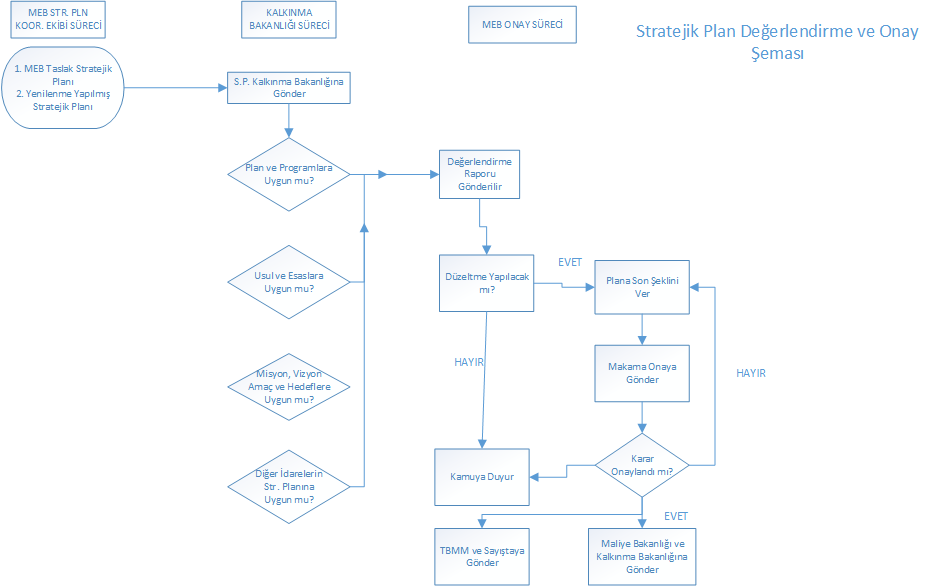 MEB STR. PLN
KOOR. EKİBİ SÜRECİ
KALKINMA
BAKANLIĞI SÜRECİ
MEB ONAY SÜRECİ
Stratejik Plan Değerlendirme ve Onay
Şeması
1. MEB Taslak Stratejik
Planı
2. Yenilenme Yapılmış
Stratejik Planı
S.P. Kalkınma Bakanlığına
Gönder
Plan ve Programlara
Uygun mu?
Değerlendirme
Raporu
Gönderilir
Usul ve Esaslara
Uygun mu?
Düzeltme Yapılacak
mı?
EVET
Plana Son Şeklini
Ver
Misyon, Vizyon
Amaç ve Hedeflere
Uygun mu?
HAYIR
Makama Onaya
Gönder
HAYIR
Diğer İdarelerin
Str. Planına
Uygun mu?
Kamuya Duyur
Karar
Onaylandı mı?
EVET
TBMM ve Sayıştaya
Gönder
Maliye Bakanlığı ve
Kalkınma Bakanlığına
Gönder